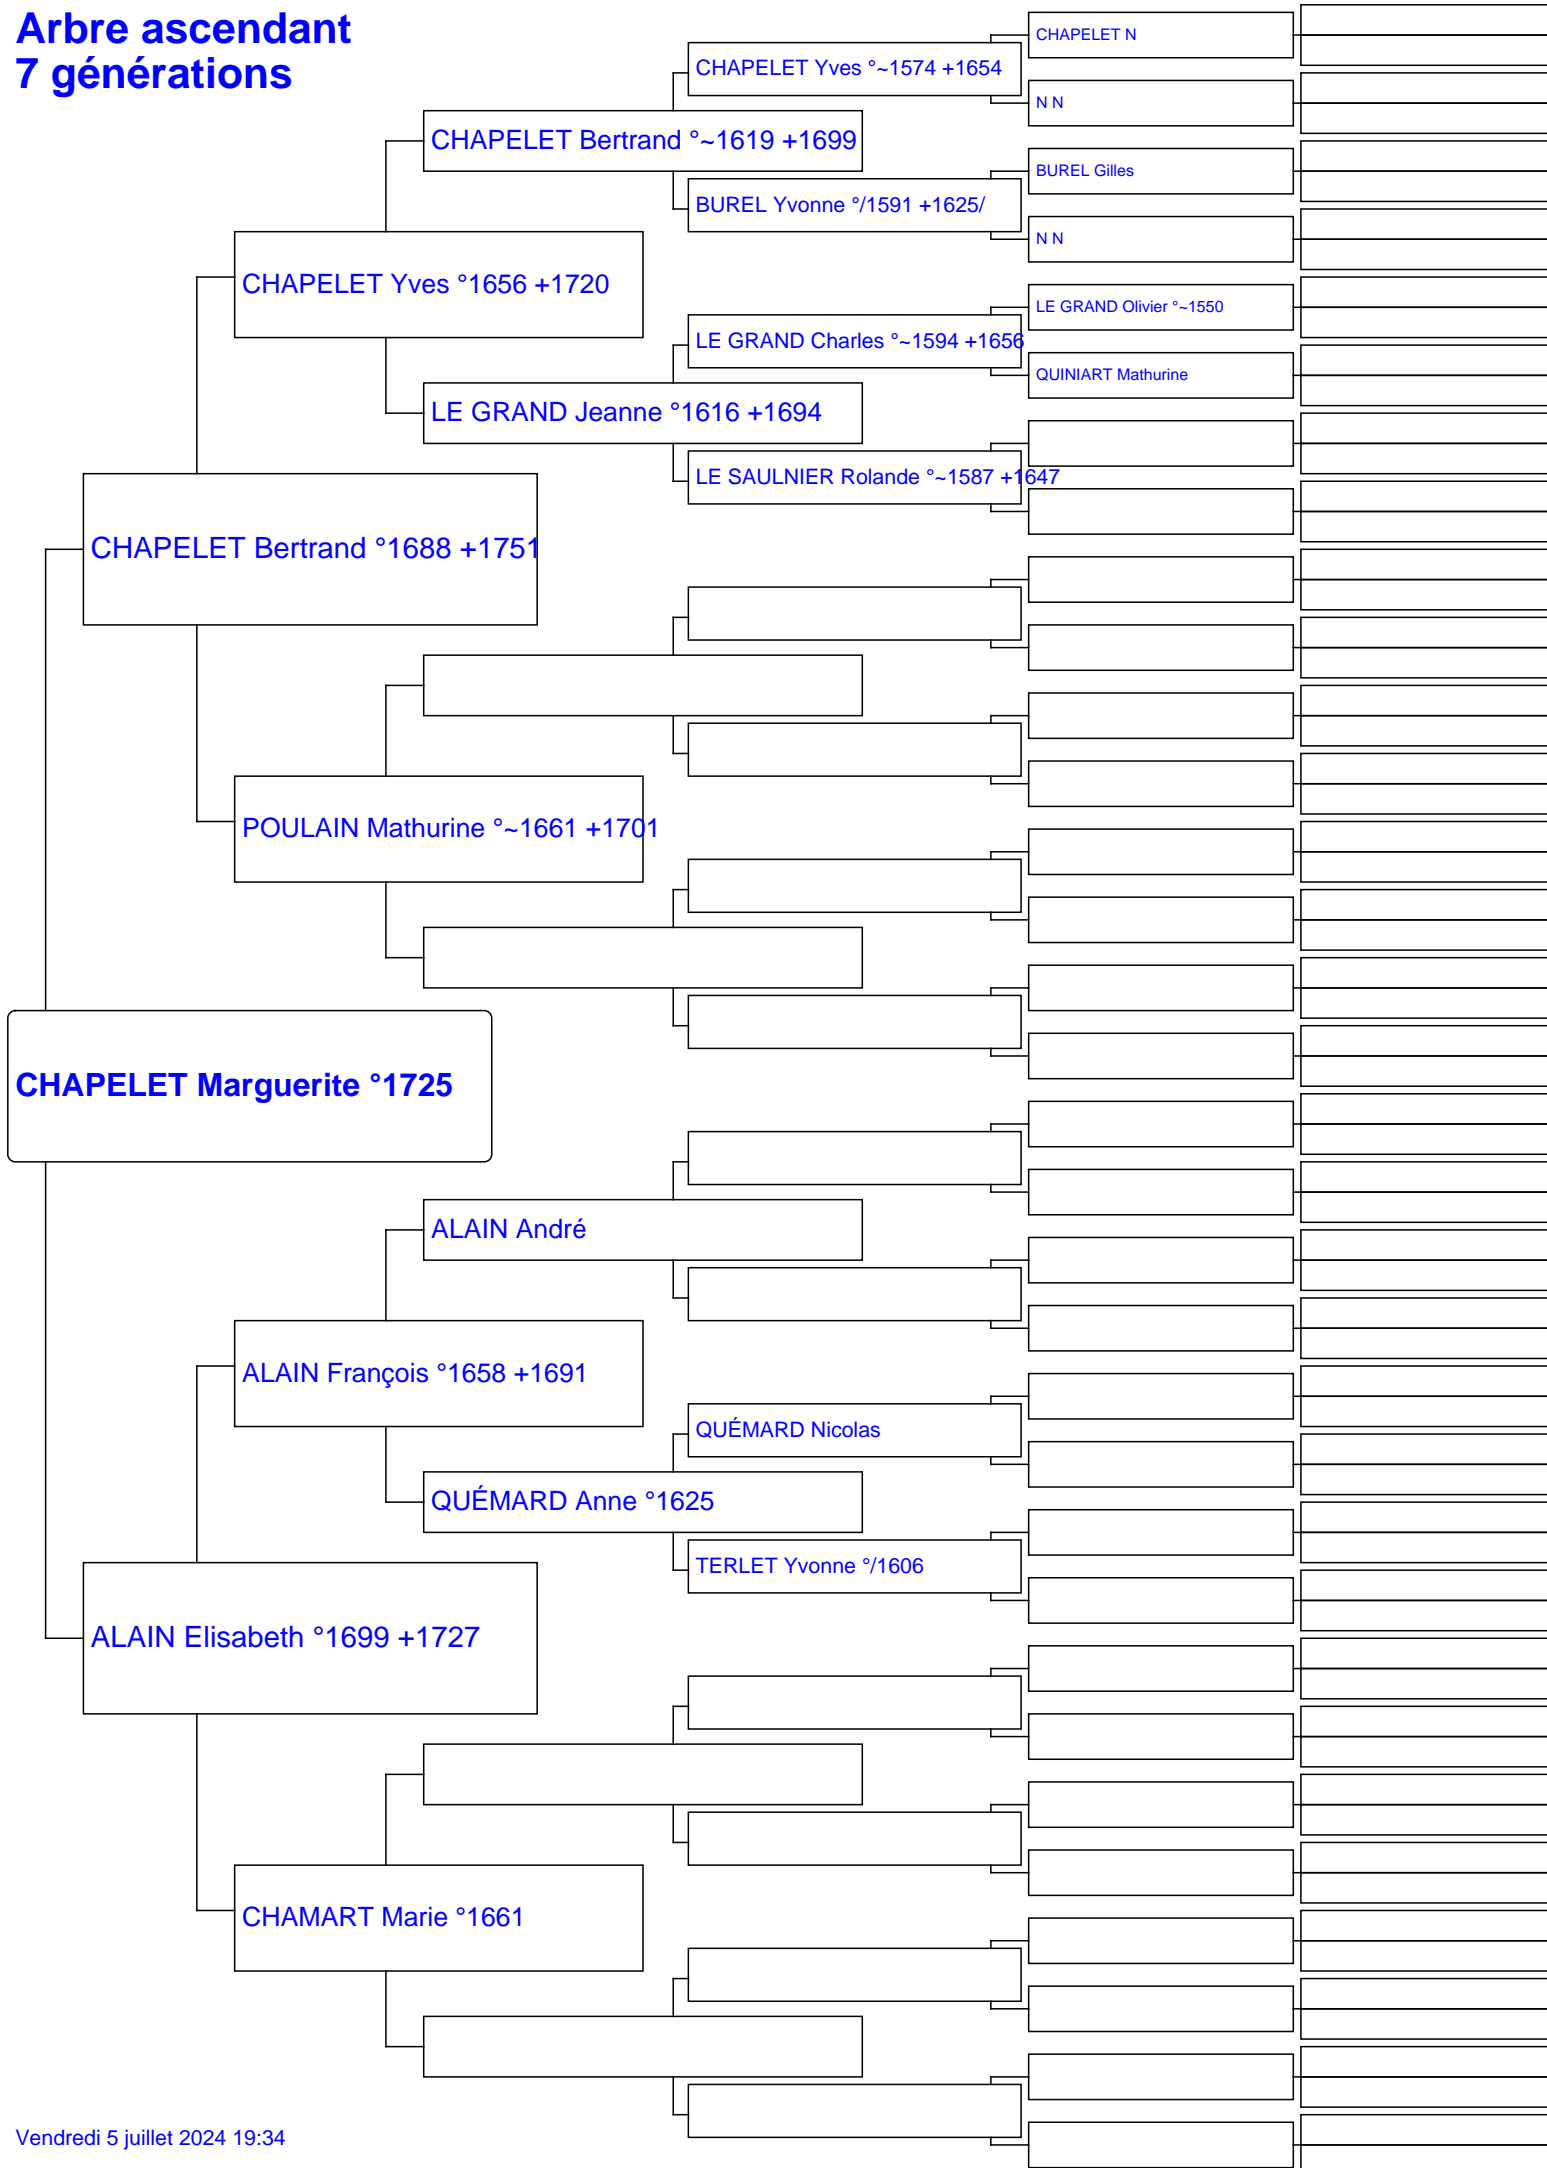 Arbre ascendant
7 générations
CHAPELET N
CHAPELET Yves °~1574 +1654
N N
CHAPELET Bertrand °~1619 +1699
BUREL Gilles
BUREL Yvonne °/1591 +1625/
N N
CHAPELET Yves °1656 +1720
LE GRAND Olivier °~1550
LE GRAND Charles °~1594 +1656
QUINIART Mathurine
LE GRAND Jeanne °1616 +1694
LE SAULNIER Rolande °~1587 +1647
CHAPELET Bertrand °1688 +1751
POULAIN Mathurine °~1661 +1701
CHAPELET Marguerite °1725
ALAIN André
ALAIN François °1658 +1691
QUÉMARD Nicolas
QUÉMARD Anne °1625
TERLET Yvonne °/1606
ALAIN Elisabeth °1699 +1727
CHAMART Marie °1661
Vendredi 5 juillet 2024 19:34